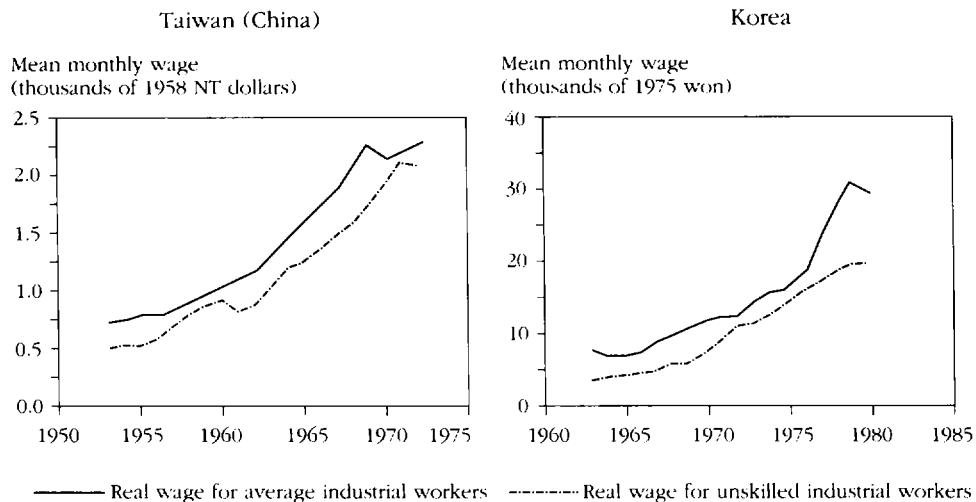 Taiwan (China)
Mean monthly wage
(thousands of 1958 NT dollars)
2.5
2.0
1.5
1.0
0.5
0.0
1950 1955 1960 1965 1970 1975
Korea
Mean monthly wage
(thousands of 1975 won)
40
30
20
10
0
1960 1965 1970 1975 1980 1985
Real wage for average industrial workers
Real wage for unskilled industrial workers